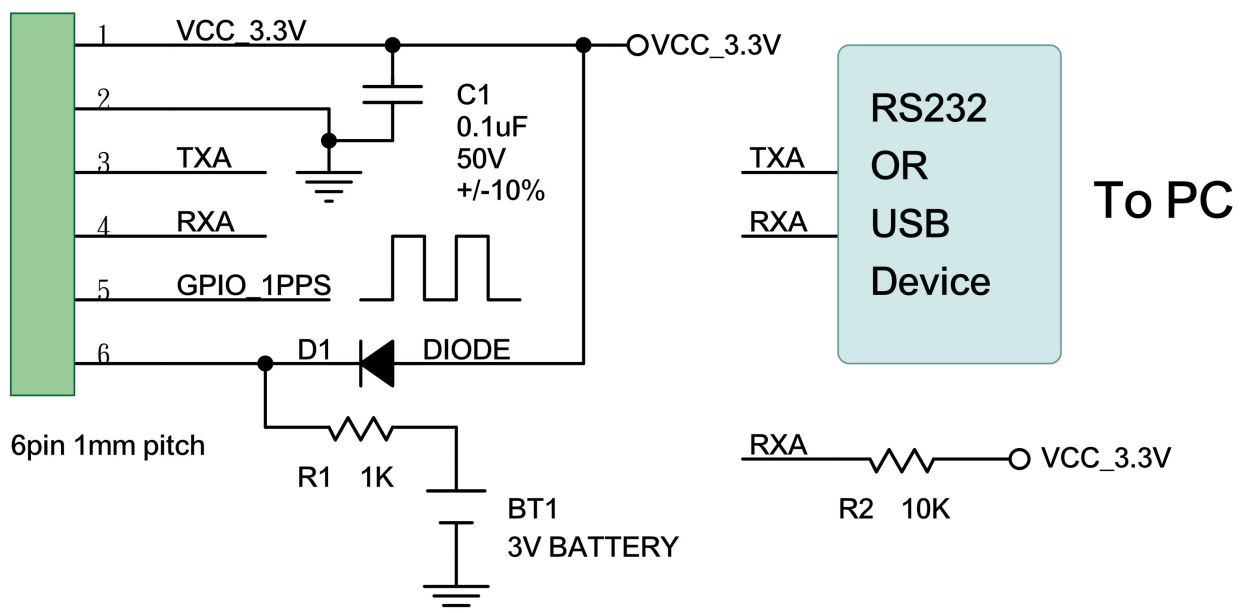 1 VCC_3.3V
VCC_3.3V
2
C1
0.1uF
50V
+/-10%
3 TXA
4 RXA
5 GPIO_1PPS
6 D1 DIODE
R1 1K
BT1
3V BATTERY
6pin 1mm pitch
TXA
RXA
RS232
OR
USB
Device
To PC
RXA VCC_3.3V
R2 10K